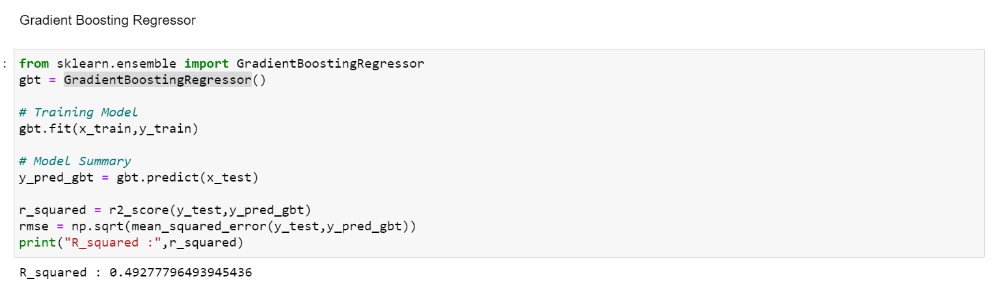 Gradient Boosting Regressor
:
from sklearn.ensemble import GradientBoostingRegressor
gbt = GradientBoostingRegressor()
# Training Model
gbt.fit(x_train,y_train)
# Model Summary
y_pred_gbt = gbt.predict(x_test)
r_squared = r2_score(y_test,y_pred_gbt)
rmse = np.sqrt(mean_squared_error(y_test,y_pred_gbt))
print("R_squared :",r_squared)
R_squared : 0.49277796493945436